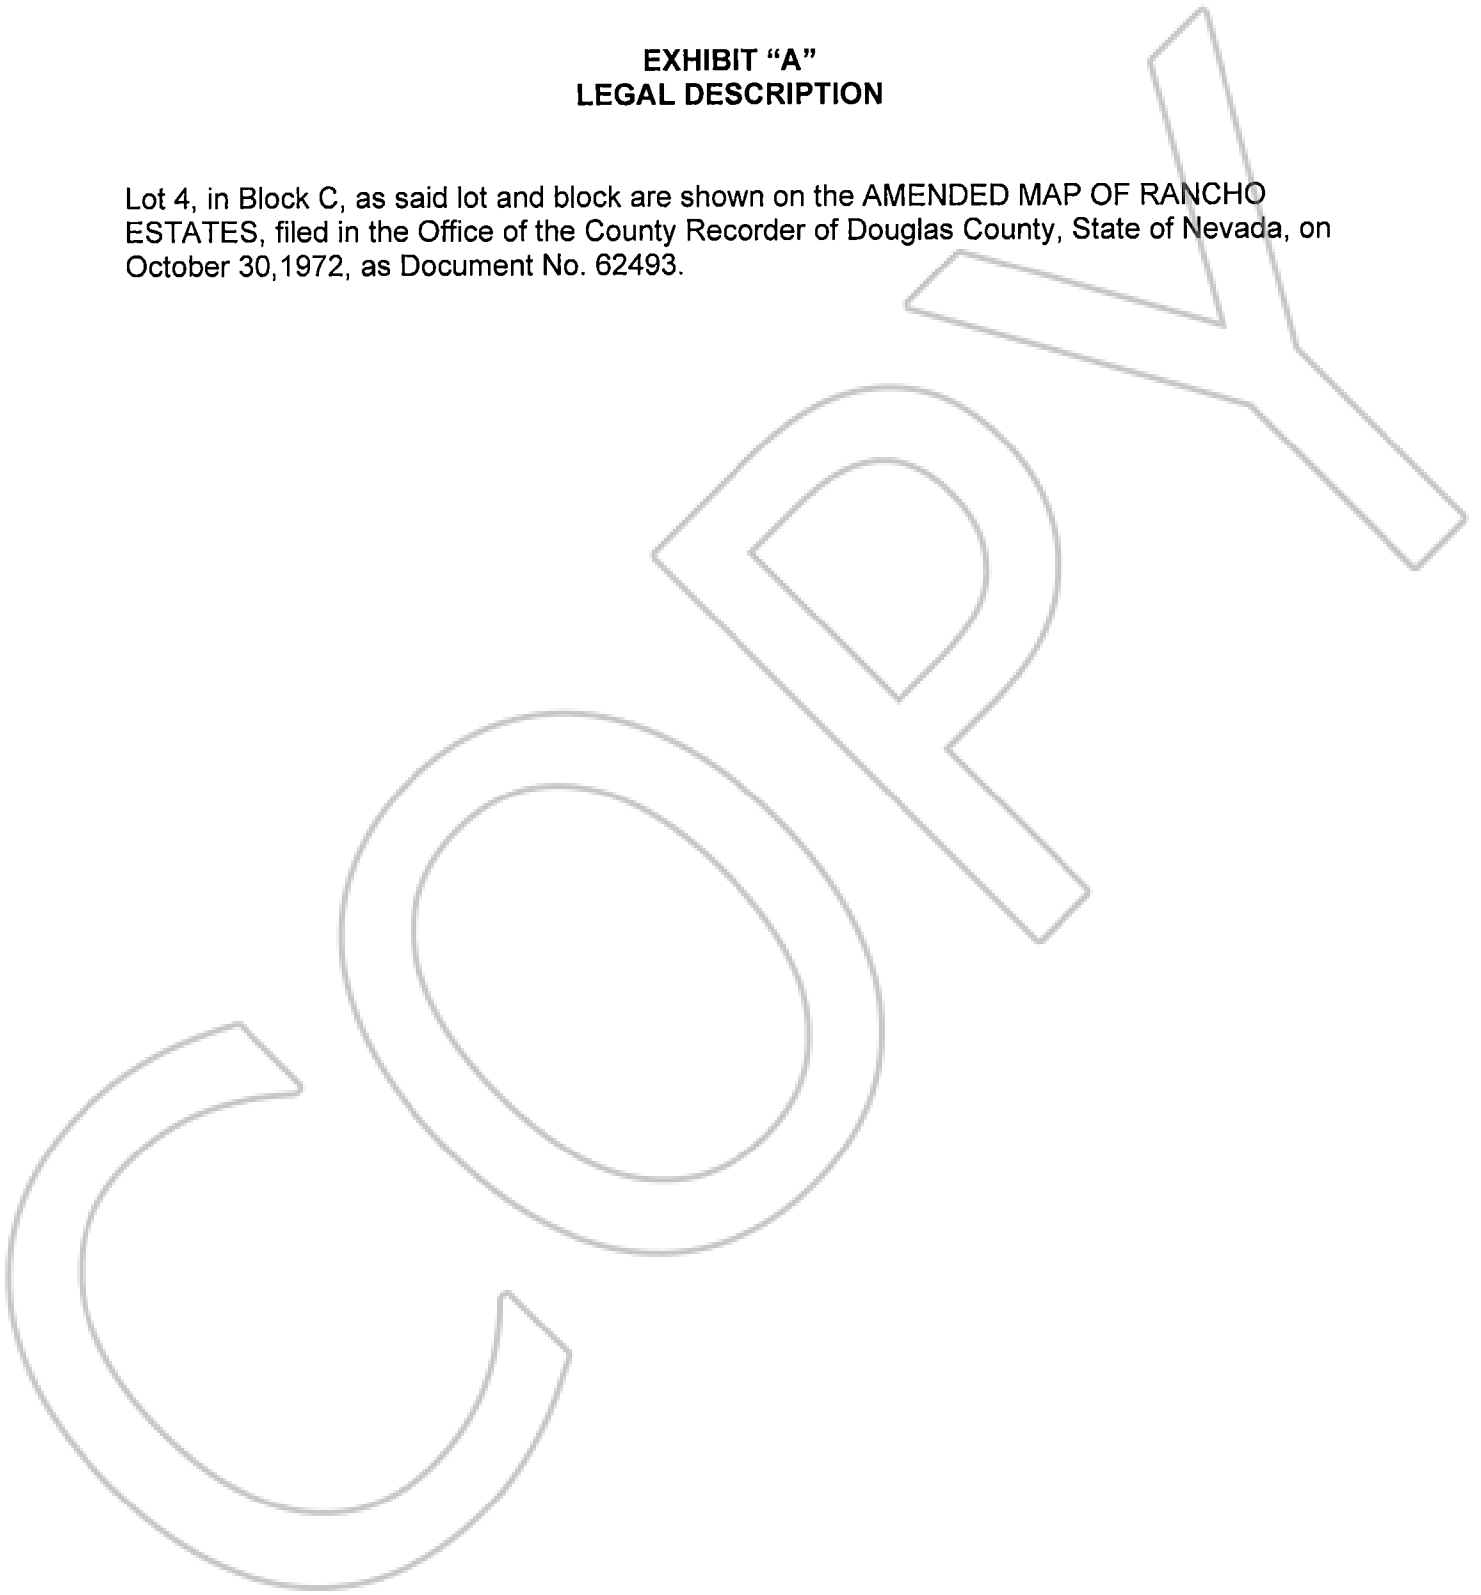 EXHIBIT “A”
LEGAL DESCRIPTION
Lot 4, in Block C, as said lot and block are shown on the AMENDED MAP OF RANCHO
ESTATES, filed in the Office of the County Recorder of Douglas County, State of Nevada, on
October 30,1972, as Document No. 62493.
COPY